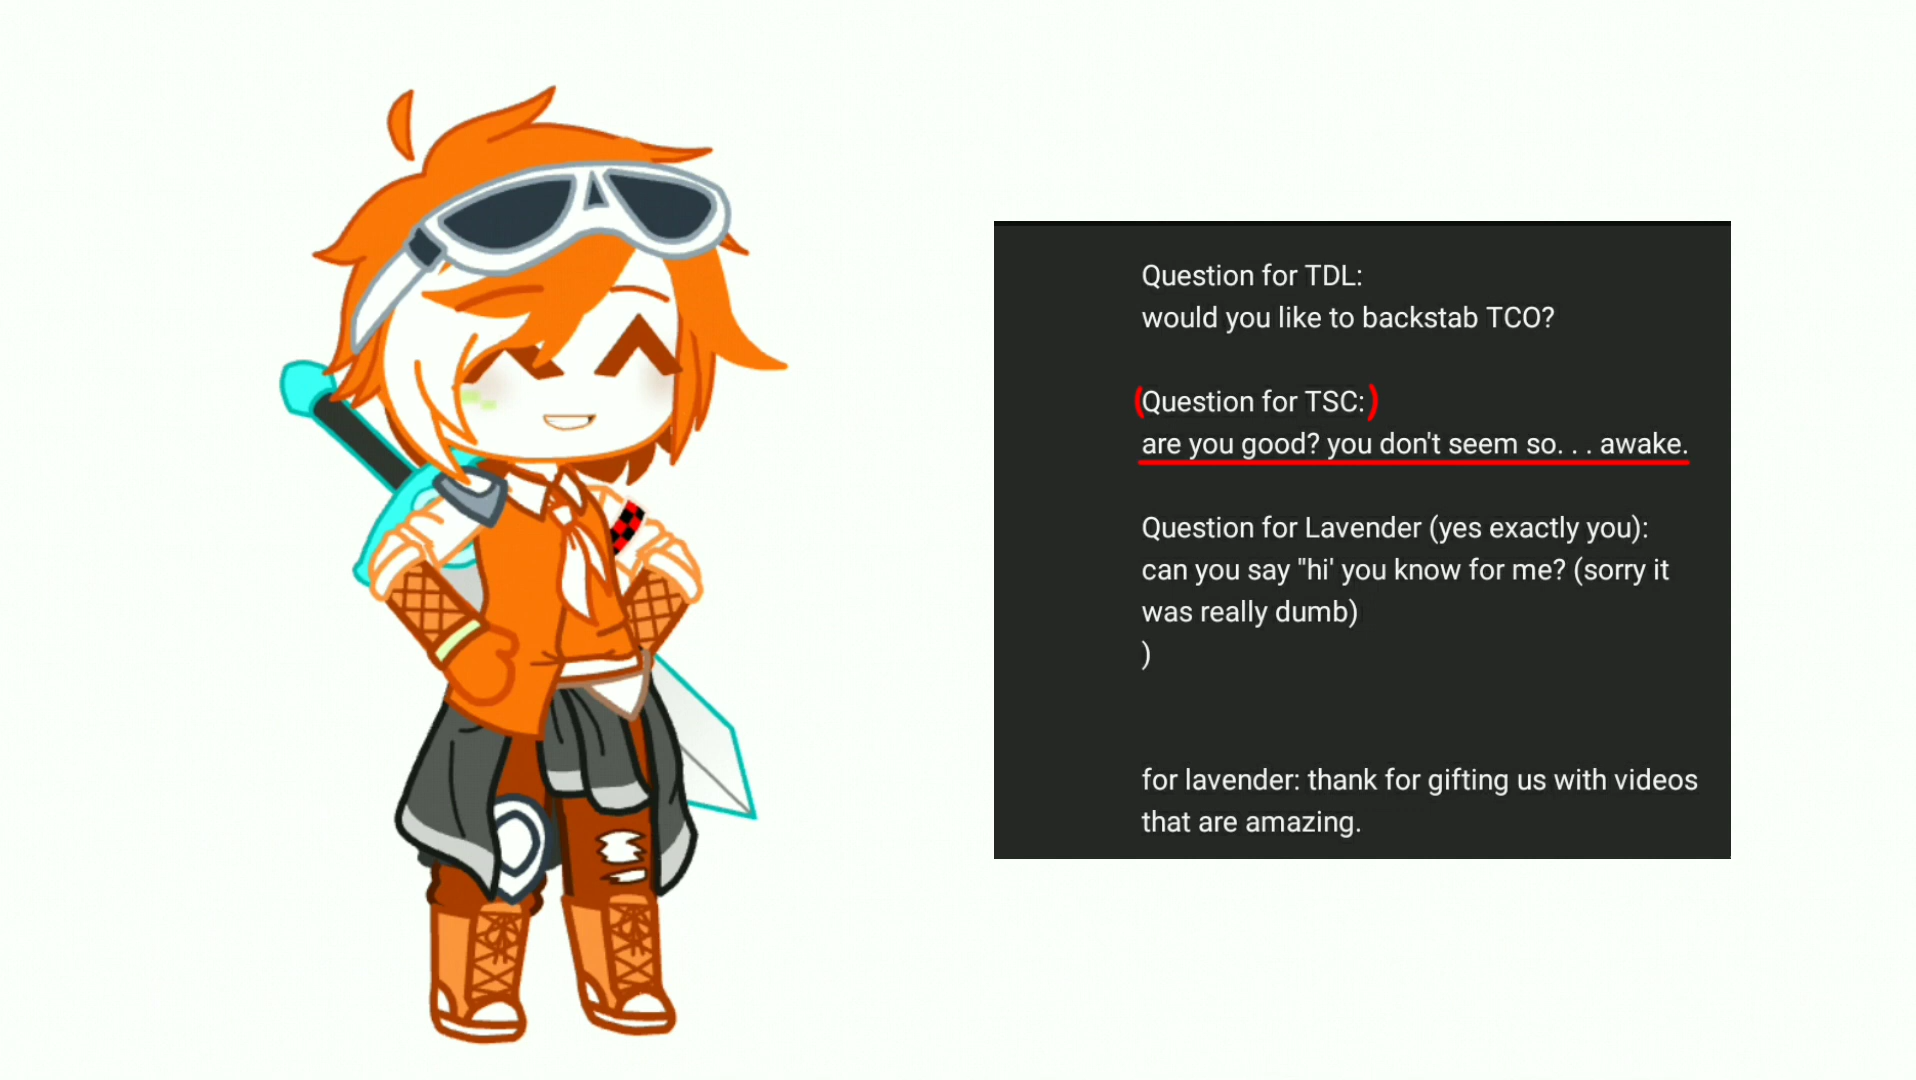 Question for TDL:
would you like to backstab TCO?
(Question for TSC:)
are you good? you don't seem so. . . awake.
Question for Lavender (yes exactly you):
can you say "hi' you know for me? (sorry it
was really dumb)
)
for lavender: thank for gifting us with videos
that are amazing.